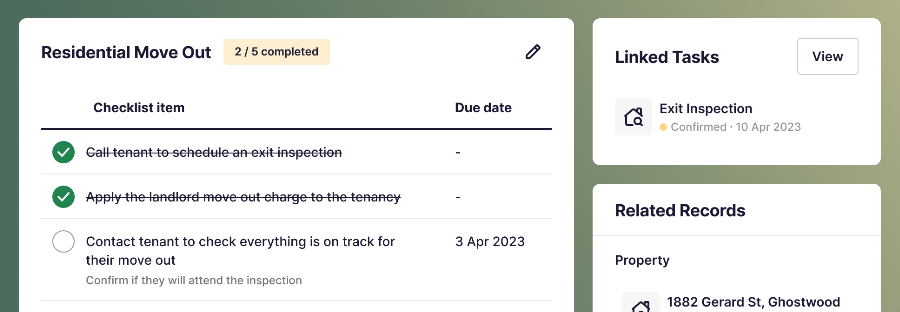 Residential Move Out
2 / 5 completed
Checklist item
Due date
Call tenant to schedule an exit inspection
-
Apply the landlord move out charge to the tenancy
-
Contact tenant to check everything is on track for
their move out
3 Apr 2023
Confirm if they will attend the inspection
Linked Tasks
View
Exit Inspection
Confirmed · 10 Apr 2023
Related Records
Property
1882 Gerard St, Ghostwood